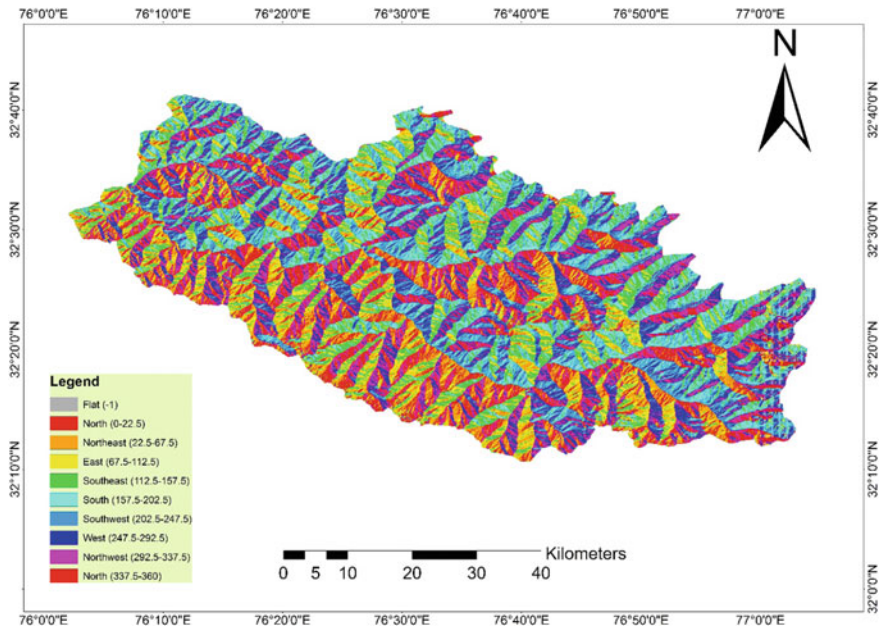 76°0'0"E 76°10'0"E 76°20'0"E 76°30'0"E 76°40'0"E 76°50'0"E 77°0'0"E
N
32°40'0"N 32°40'0"N
32°30'0"N 32°30'0"N
32°20'0"N 32°20'0"N
32°10'0"N 32°10'0"N
32°0'0"N
Legend
Flat (-1)
North (0-22.5)
Northeast (22.5-67.5)
East (67.5-112.5)
Southeast (112.5-157.5)
South (157.5-202.5)
Southwest (202.5-247.5)
West (247.5-292.5)
Northwest (292.5-337.5)
North (337.5-360)
Kilometers
0 5 10 20 30 40
76°0'0"E 76°10'0"E 76°20'0"E 76°30'0"E 76°40'0"E 76°50'0"E 77°0'0"E